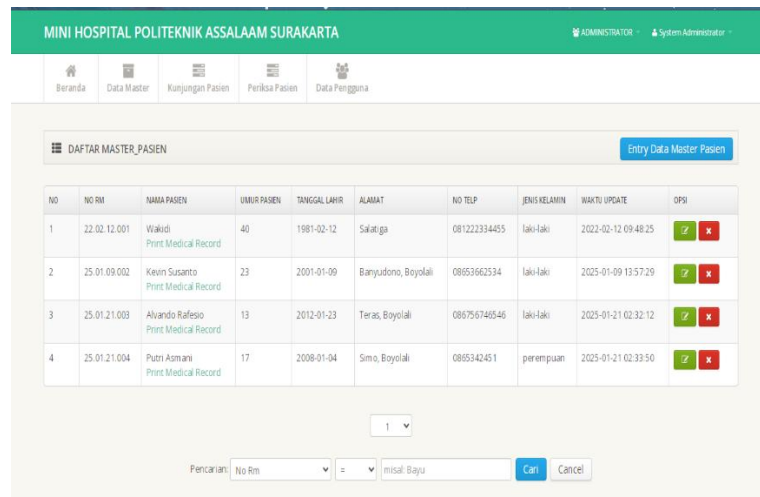 MINI HOSPITAL POLITEKNIK ASSALAAM SURAKARTA ADMINISTRATOR System Administrator
Beranda Data Master Kunjungan Pasien Periksa Pasien Data Pengguna
DAFTAR MASTER_PASIEN Entry Data Master Pasien
NO NO RM NAMA PASIEN UMUR PASIEN TANGGAL LAHIR ALAMAT NO TELP JENIS KELAMIN WAKTU UPDATE OPSI
1 22.02.12.001 Wakidi 40 1981-02-12 Salatiga 081222334455 laki-laki 2022-02-12 09:48:25
Print Medical Record
2 25.01.09.002 Kevin Susanto 23 2001-01-09 Banyudono, Boyolali 08653662534 laki-laki 2025-01-09 13:57:29
Print Medical Record
3 25.01.21.003 Alvando Rafesio 13 2012-01-23 Teras, Boyolali 086756746546 laki-laki 2025-01-21 02:32:12
Print Medical Record
4 25.01.21.004 Putri Asmani 17 2008-01-04 Simo, Boyolali 0865342451 perempuan 2025-01-21 02:33:50
Print Medical Record
1
Pencarian: No Rm = misal: Bayu Cari Cancel